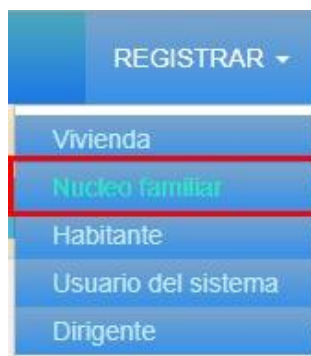 REGISTRAR
Vivienda
Nucleo familiar
Habitante
Usuario del sistema
Dirigente